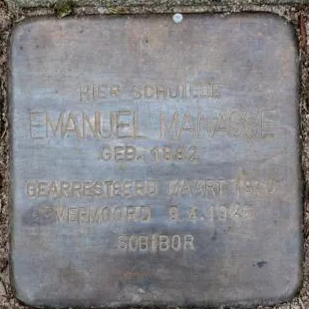 HIER SCHUILDE
EMANUEL MANASSE
GEB. 1882
GEARRESTEERD MAART
VERMOORD 9.4.1943
SOBIBOR